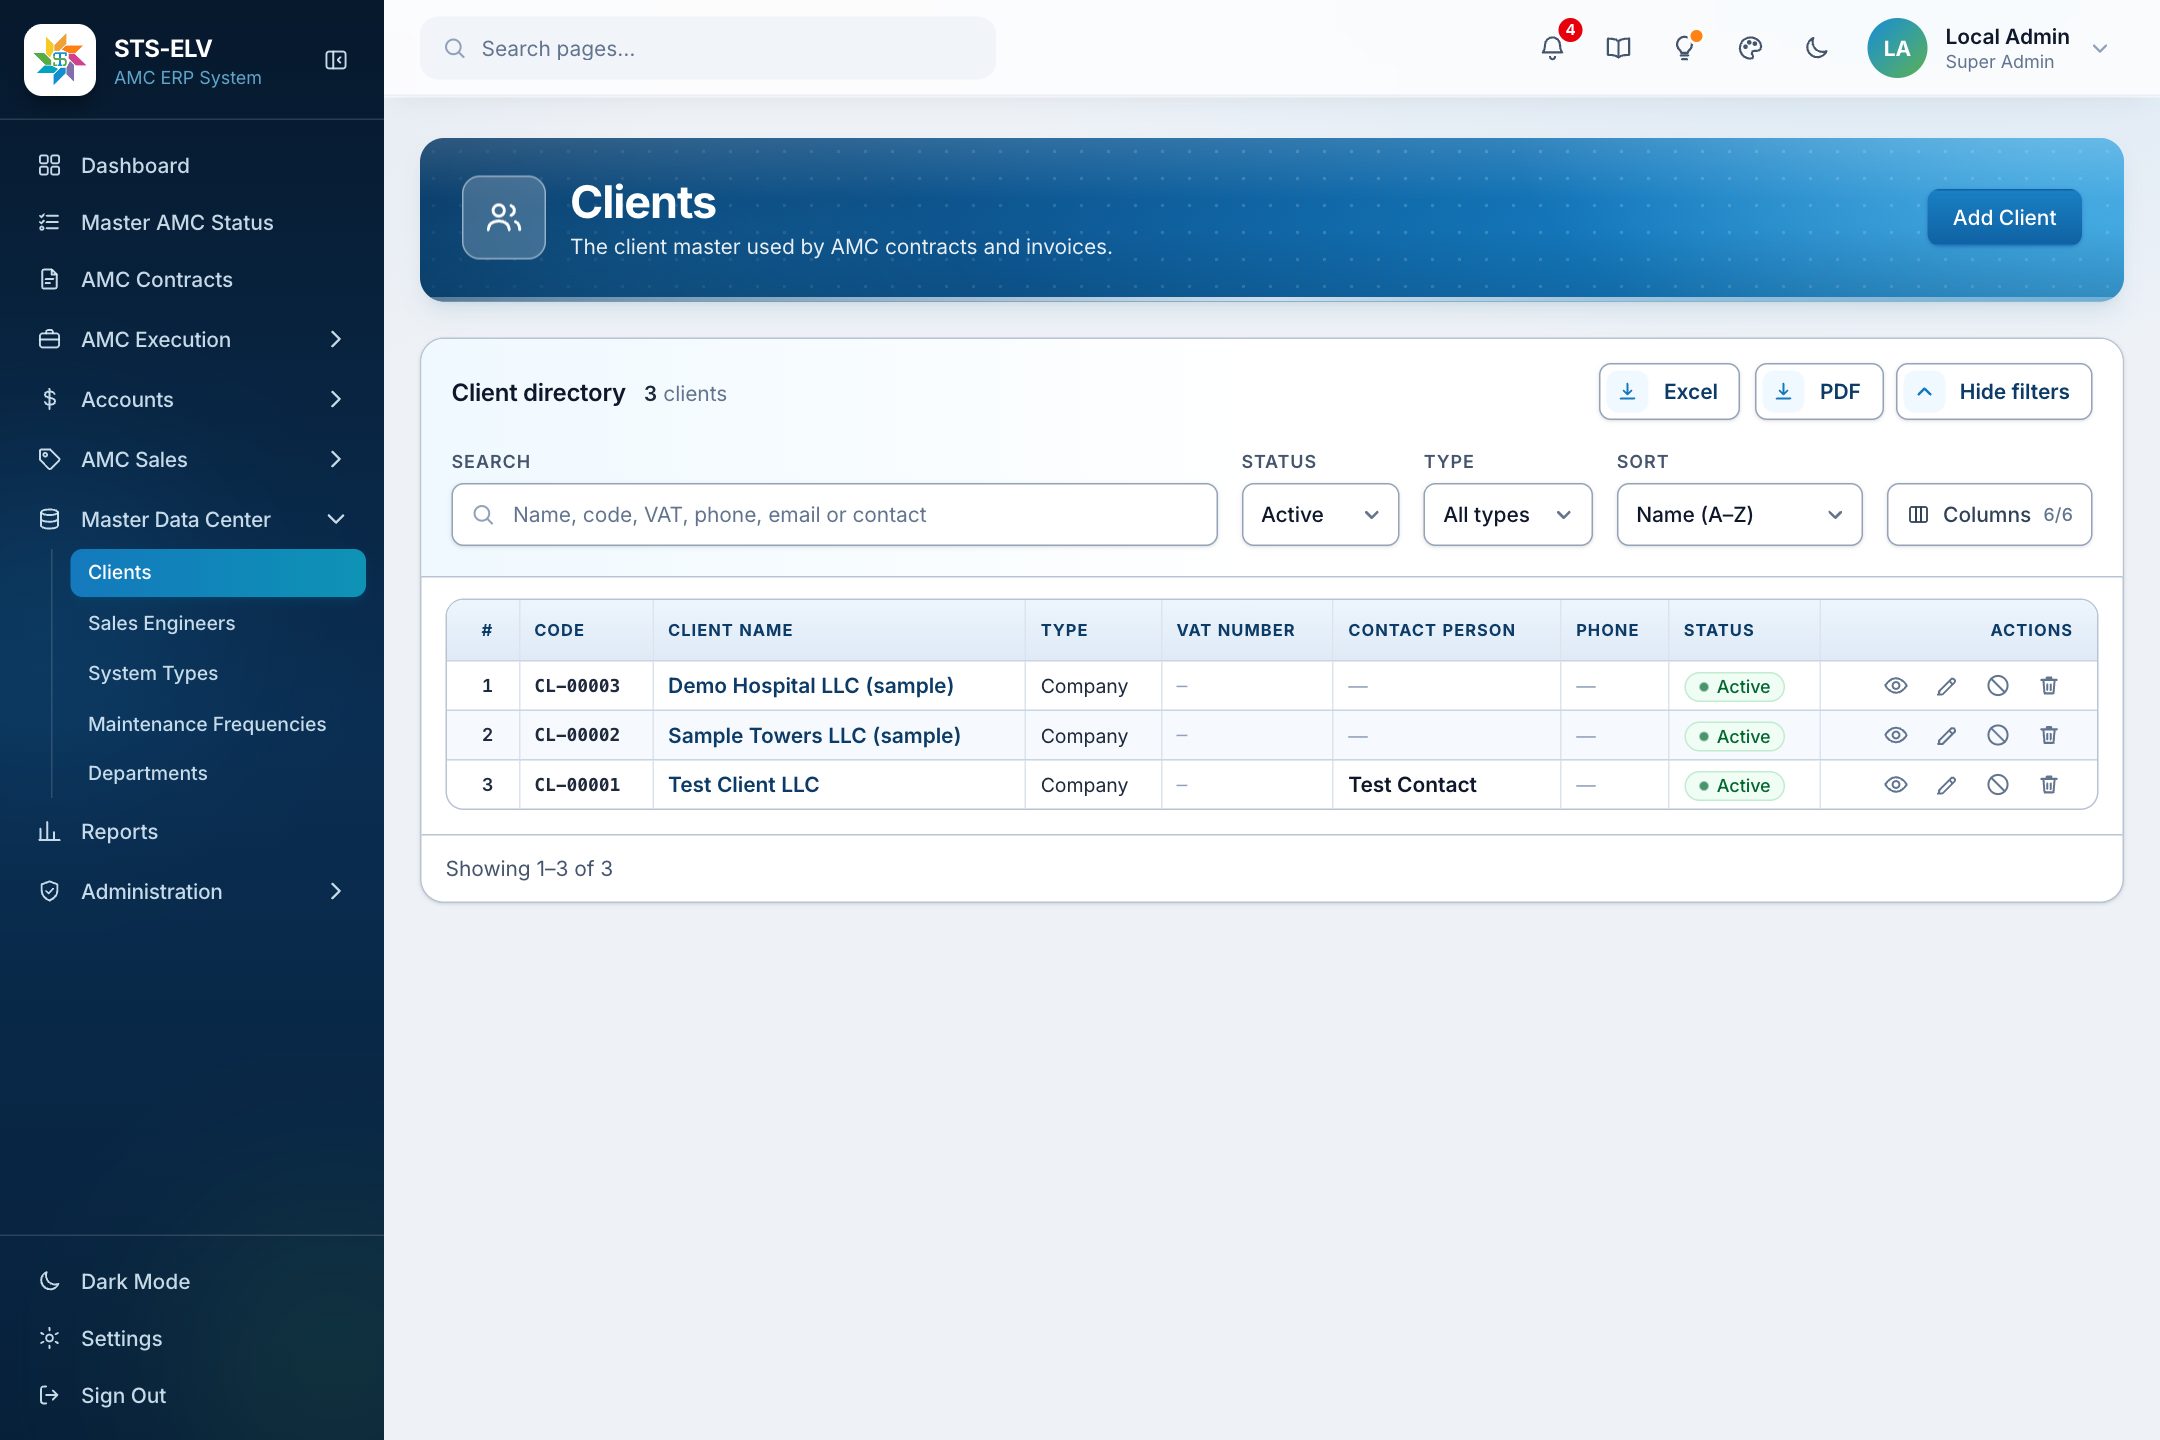 STS-ELV
AMC ERP System
Dashboard
Master AMC Status
AMC Contracts
AMC Execution
Accounts
AMC Sales
Master Data Center
Clients
Sales Engineers
System Types
Maintenance Frequencies
Departments
Reports
Administration
Dark Mode
Settings
Sign Out
Search pages...
4
LA
Local Admin
Super Admin
Clients
The client master used by AMC contracts and invoices.
Add Client
Client directory 3 clients
Excel PDF Hide filters
SEARCH STATUS TYPE SORT
Name, code, VAT, phone, email or contact Active All types Name (A–Z) Columns 6/6
# CODE CLIENT NAME TYPE VAT NUMBER CONTACT PERSON PHONE STATUS ACTIONS
1 CL-00003 Demo Hospital LLC (sample) Company – — — Active
2 CL-00002 Sample Towers LLC (sample) Company – — — Active
3 CL-00001 Test Client LLC Company – Test Contact — Active
Showing 1–3 of 3